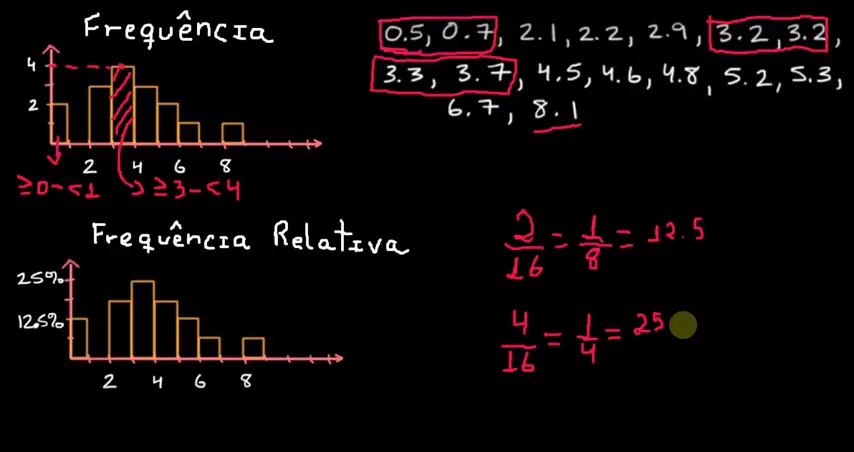 Frequência
4
2
2 4 6 8
≥0-<1
≥3-<4
0.5, 0.7, 2.1, 2.2, 2.9, 3.2, 3.2,
3.3, 3.7, 4.5, 4.6, 4.8, 5.2, 5.3,
6.7, 8.1
Frequência Relativa
25%
12.5%
2 4 6 8
2/16 = 1/8 = 12.5
4/16 = 1/4 = 25